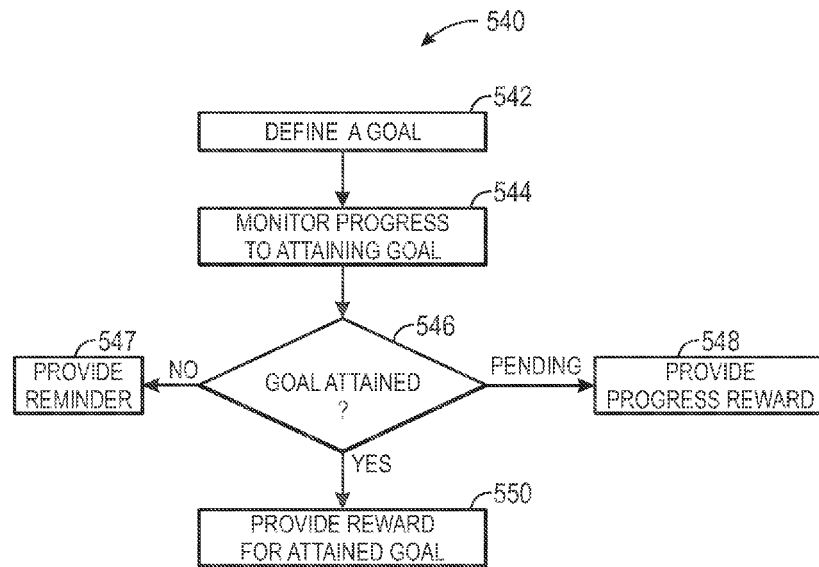 540
542
DEFINE A GOAL
544
MONITOR PROGRESS
TO ATTAINING GOAL
546
547
NO
PENDING
548
PROVIDE
REMINDER
GOAL ATTAINED
?
PROVIDE
PROGRESS REWARD
YES
550
PROVIDE REWARD
FOR ATTAINED GOAL